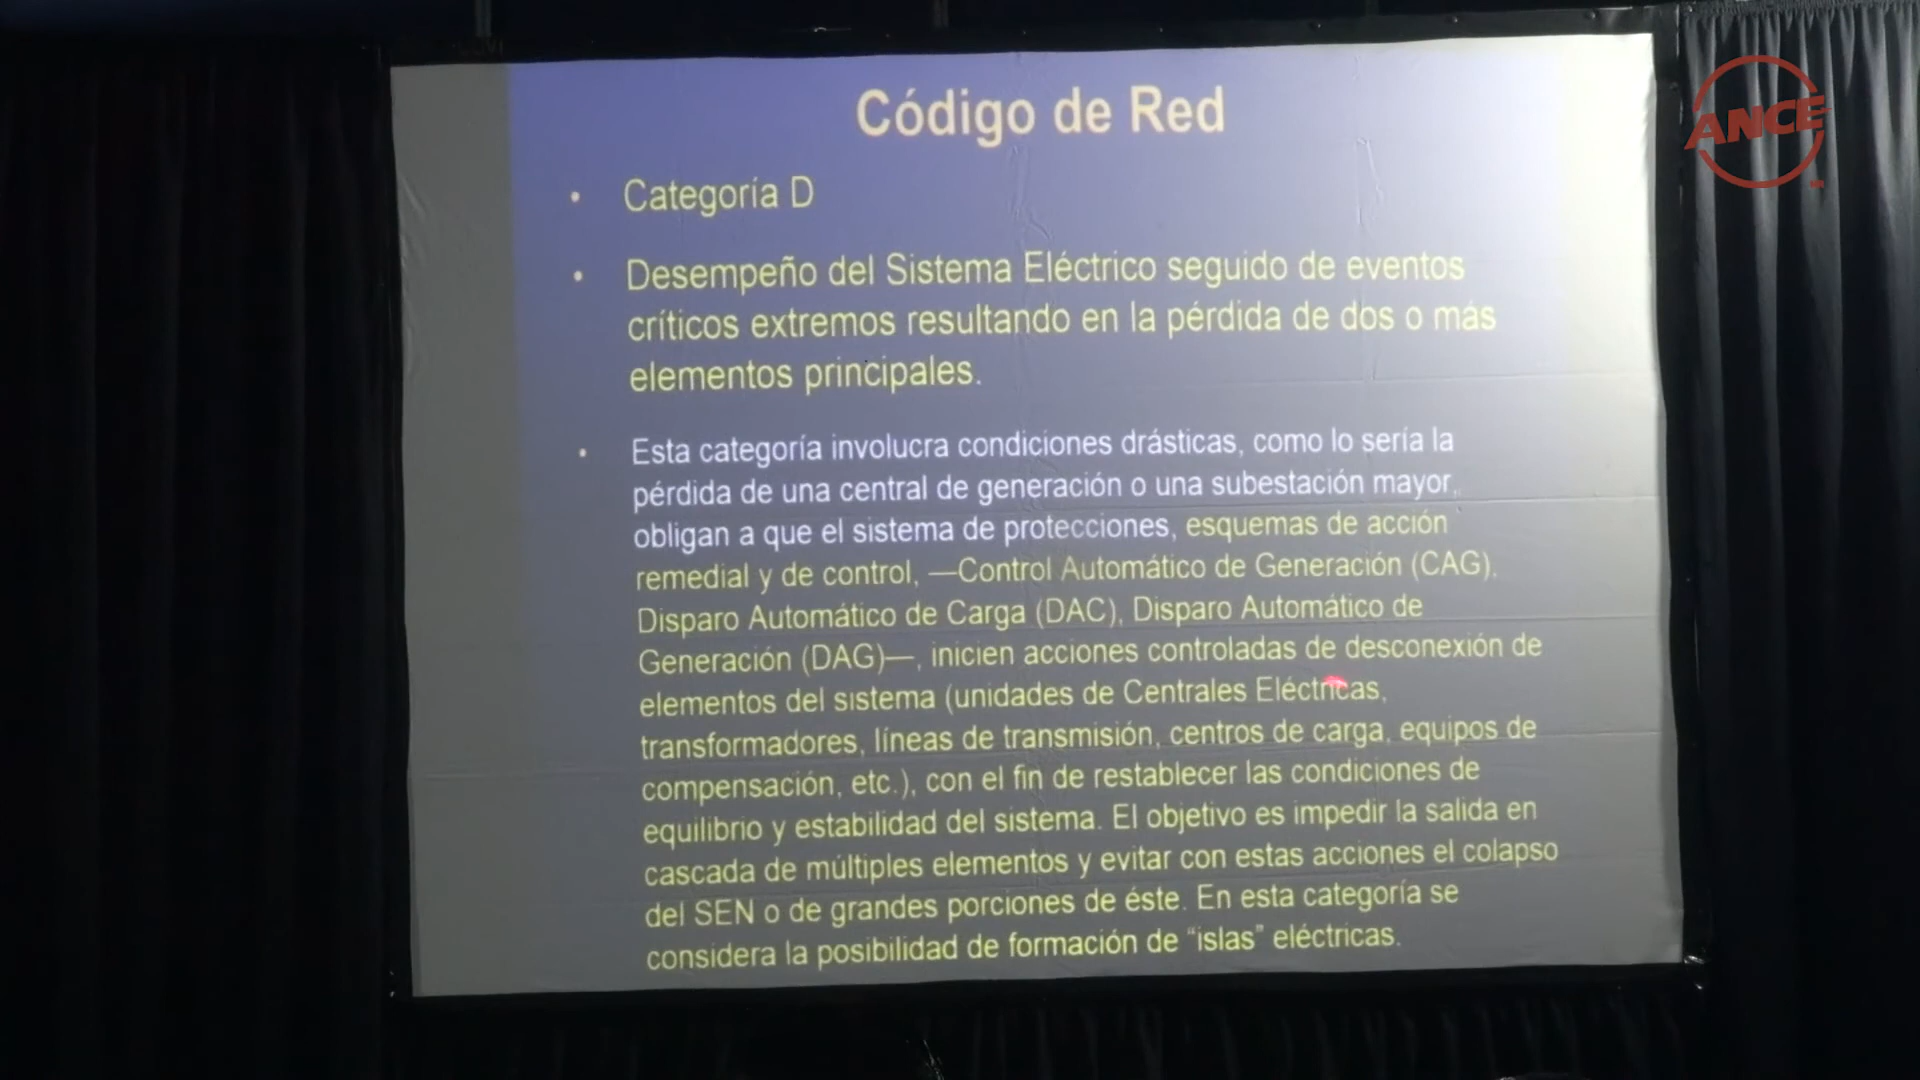 Código de Red
ANCE
• Categoría D
• Desempeño del Sistema Eléctrico seguido de eventos
críticos extremos resultando en la pérdida de dos o más
elementos principales.
• Esta categoría involucra condiciones drásticas, como lo sería la
pérdida de una central de generación o una subestación mayor,
obligan a que el sistema de protecciones, esquemas de acción
remedial y de control, —Control Automático de Generación (CAG),
Disparo Automático de Carga (DAC), Disparo Automático de
Generación (DAG)—, inicien acciones controladas de desconexión de
elementos del sistema (unidades de Centrales Eléctricas,
transformadores, líneas de transmisión, centros de carga, equipos de
compensación, etc.), con el fin de restablecer las condiciones de
equilibrio y estabilidad del sistema. El objetivo es impedir la salida en
cascada de múltiples elementos y evitar con estas acciones el colapso
del SEN o de grandes porciones de éste. En esta categoría se
considera la posibilidad de formación de “islas” eléctricas.